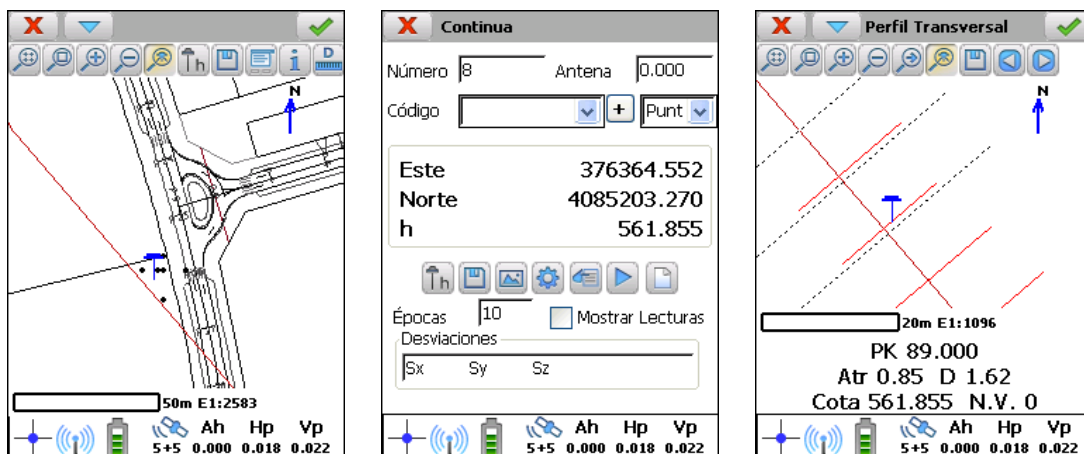 h
D
N
50m E1:2583
Ah Hp Vp
5+5 0.000 0.018 0.022
Continua
Número 8 Antena 0.000
Código + Punt
Este 376364.552
Norte 4085203.270
h 561.855
h
Épocas 10 Mostrar Lecturas
Desviaciones
Sx Sy Sz
Ah Hp Vp
5+5 0.000 0.018 0.022
Perfil Transversal
N
20m E1:1096
PK 89.000
Atr 0.85 D 1.62
Cota 561.855 N.V. 0
Ah Hp Vp
5+5 0.000 0.018 0.022